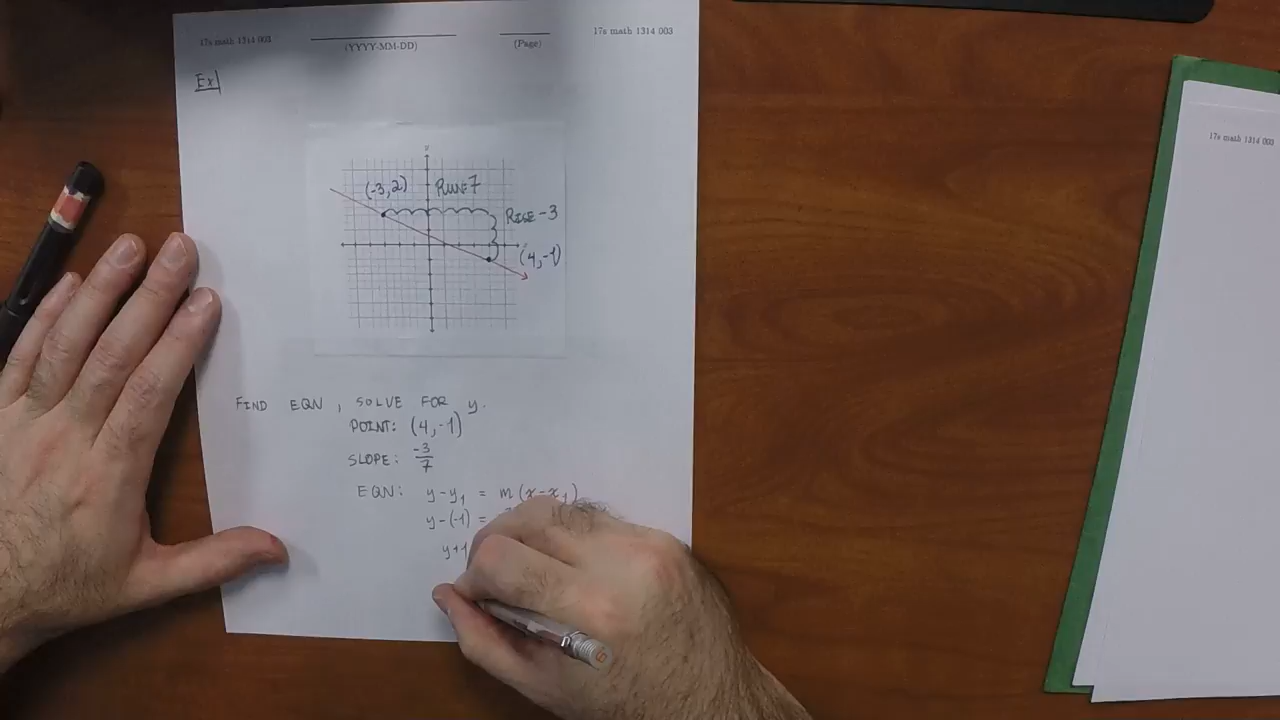 17s math 1314 003
(YYYY-MM-DD)
(Page)
17s math 1314 003
Ex
(-3,2)
RUN=7
RISE -3
(4,-1)
FIND EQN, SOLVE FOR y.
POINT: (4,-1)
SLOPE: -3/7
EQN: y-y₁ = m(x-x₁)
y-(-1) =
y+1
17s math 1314 003